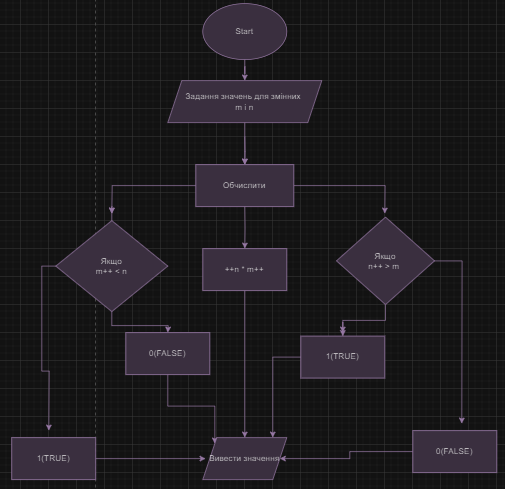 Start
Задання значень для змінних
m і n
Обчислити
Якщо
m++ < n
++n * m++
Якщо
n++ > m
0(FALSE)
1(TRUE)
1(TRUE)
Вивести значення
0(FALSE)